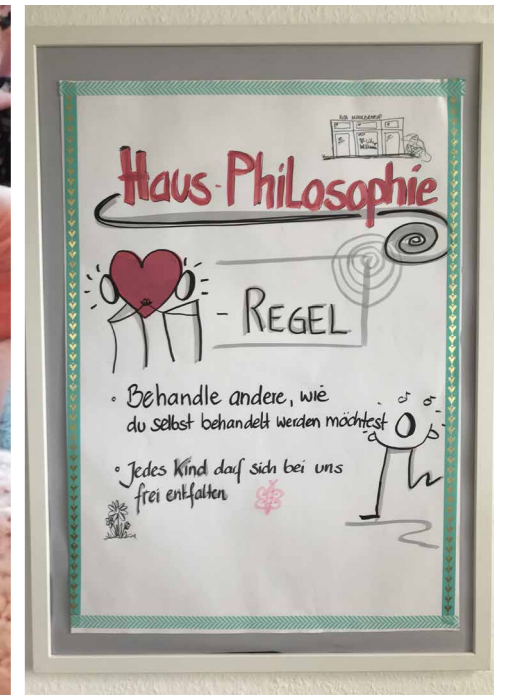 Haus-Philosophie
- REGEL
• Behandle andere, wie
du selbst behandelt werden möchtest
• Jedes Kind darf sich bei uns
frei entfalten